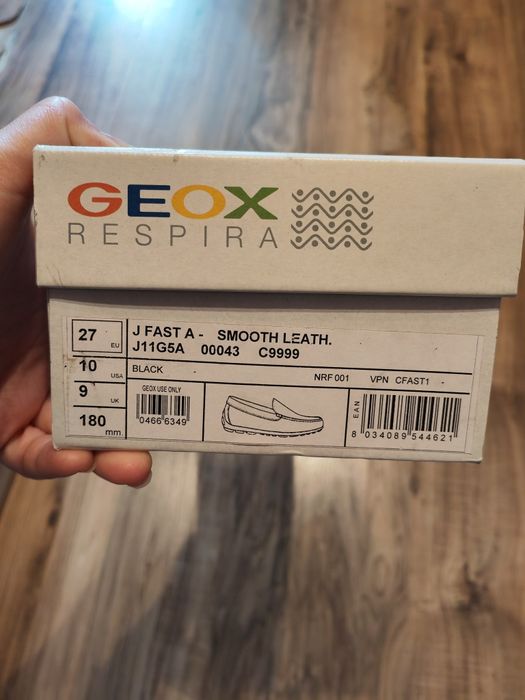 GEOX
RESPIRA
27 EU
10 USA
9 UK
180 mm.
J FAST A - SMOOTH LEATH.
J11G5A 00043 C9999
BLACK
NRF 001 VPN CFAST1 -
GEOX USE ONLY
0466 6349
EAN
8 034089 544621